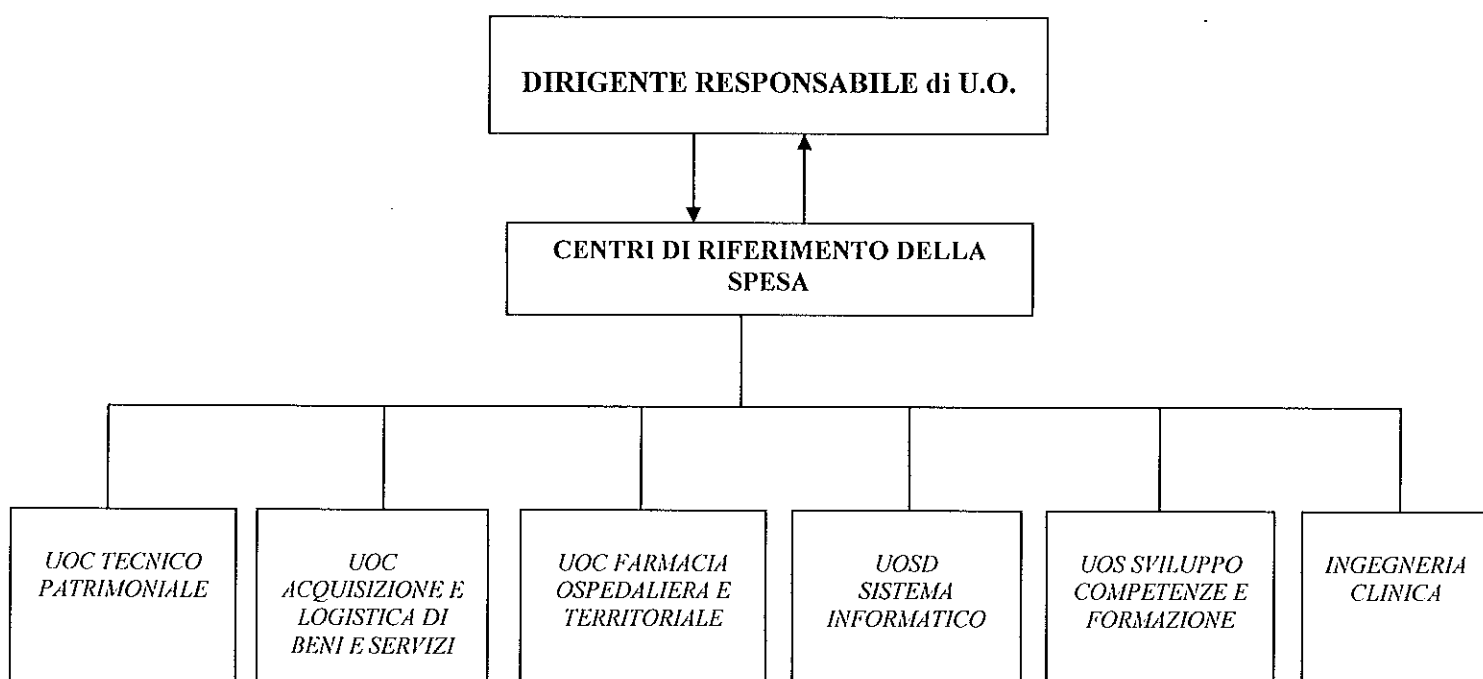 DIRIGENTE RESPONSABILE di U.O.
CENTRI DI RIFERIMENTO DELLA
SPESA
UOC TECNICO
PATRIMONIALE
UOC
ACQUISIZIONE E
LOGISTICA DI
BENI E SERVIZI
UOC FARMACIA
OSPEDALIERA E
TERRITORIALE
UOSD
SISTEMA
INFORMATICO
UOS SVILUPPO
COMPETENZE E
FORMAZIONE
INGEGNERIA
CLINICA